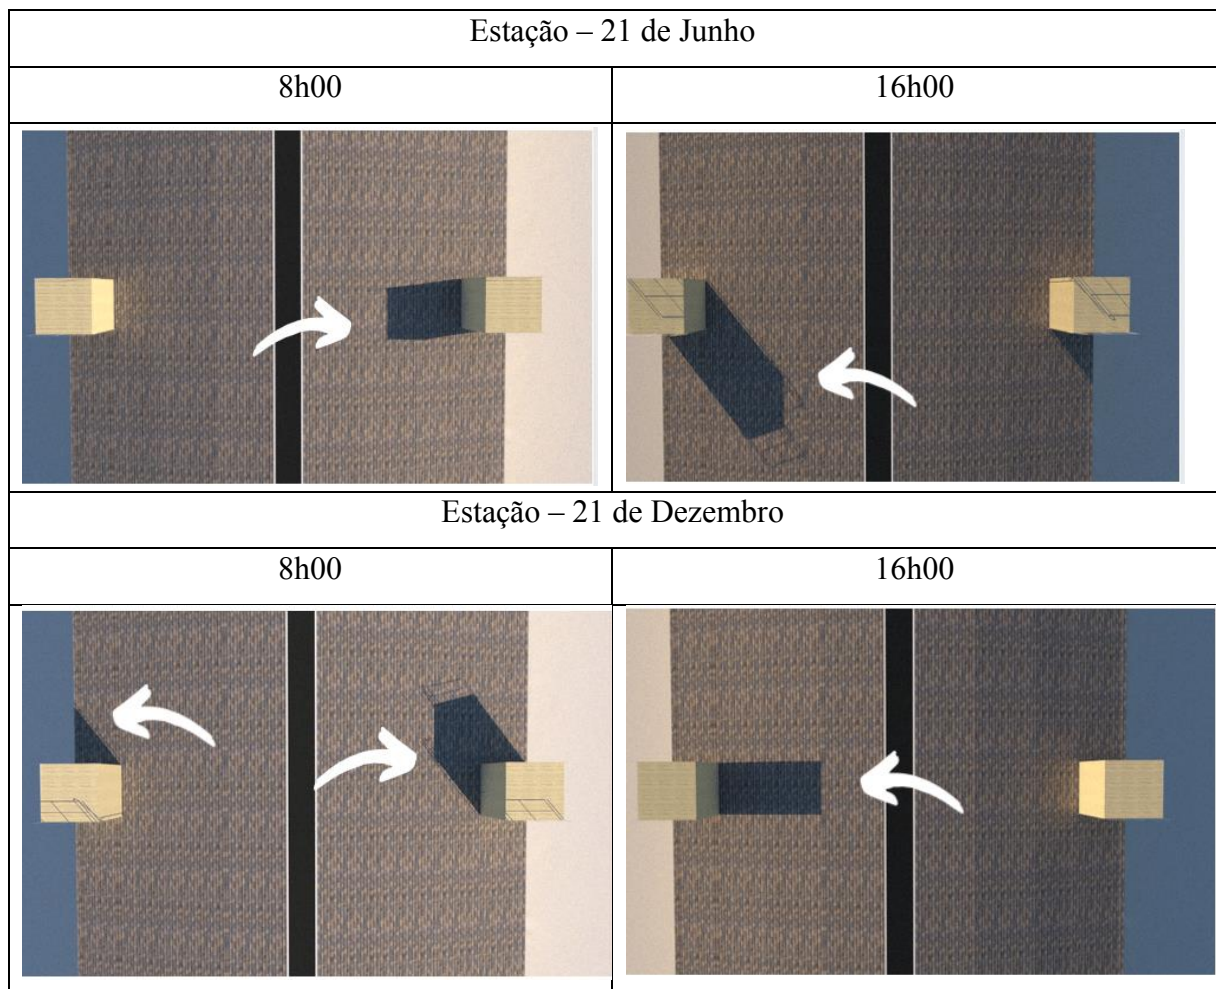 Estação – 21 de Junho
8h00
16h00
Estação – 21 de Dezembro
8h00
16h00